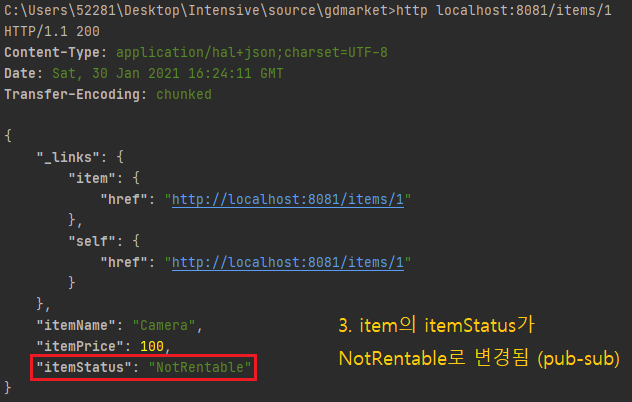 C:\Users\52281\Desktop\Intensive\source\gdmarket>http localhost:8081/items/1
HTTP/1.1 200
Content-Type: application/hal+json;charset=UTF-8
Date: Sat, 30 Jan 2021 16:24:11 GMT
Transfer-Encoding: chunked
{
"_links": {
"item": {
"href": "http://localhost:8081/items/1"
},
"self": {
"href": "http://localhost:8081/items/1"
}
},
"itemName": "Camera",
"itemPrice": 100,
"itemStatus": "NotRentable"
}
3. item의 itemStatus가
NotRentable로 변경됨 (pub-sub)